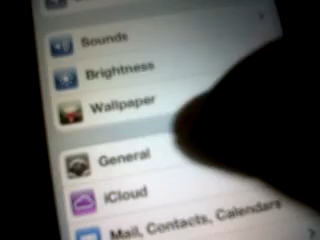 Sounds
Brightness
Wallpaper
General
iCloud
Mail, Contacts, Calendars